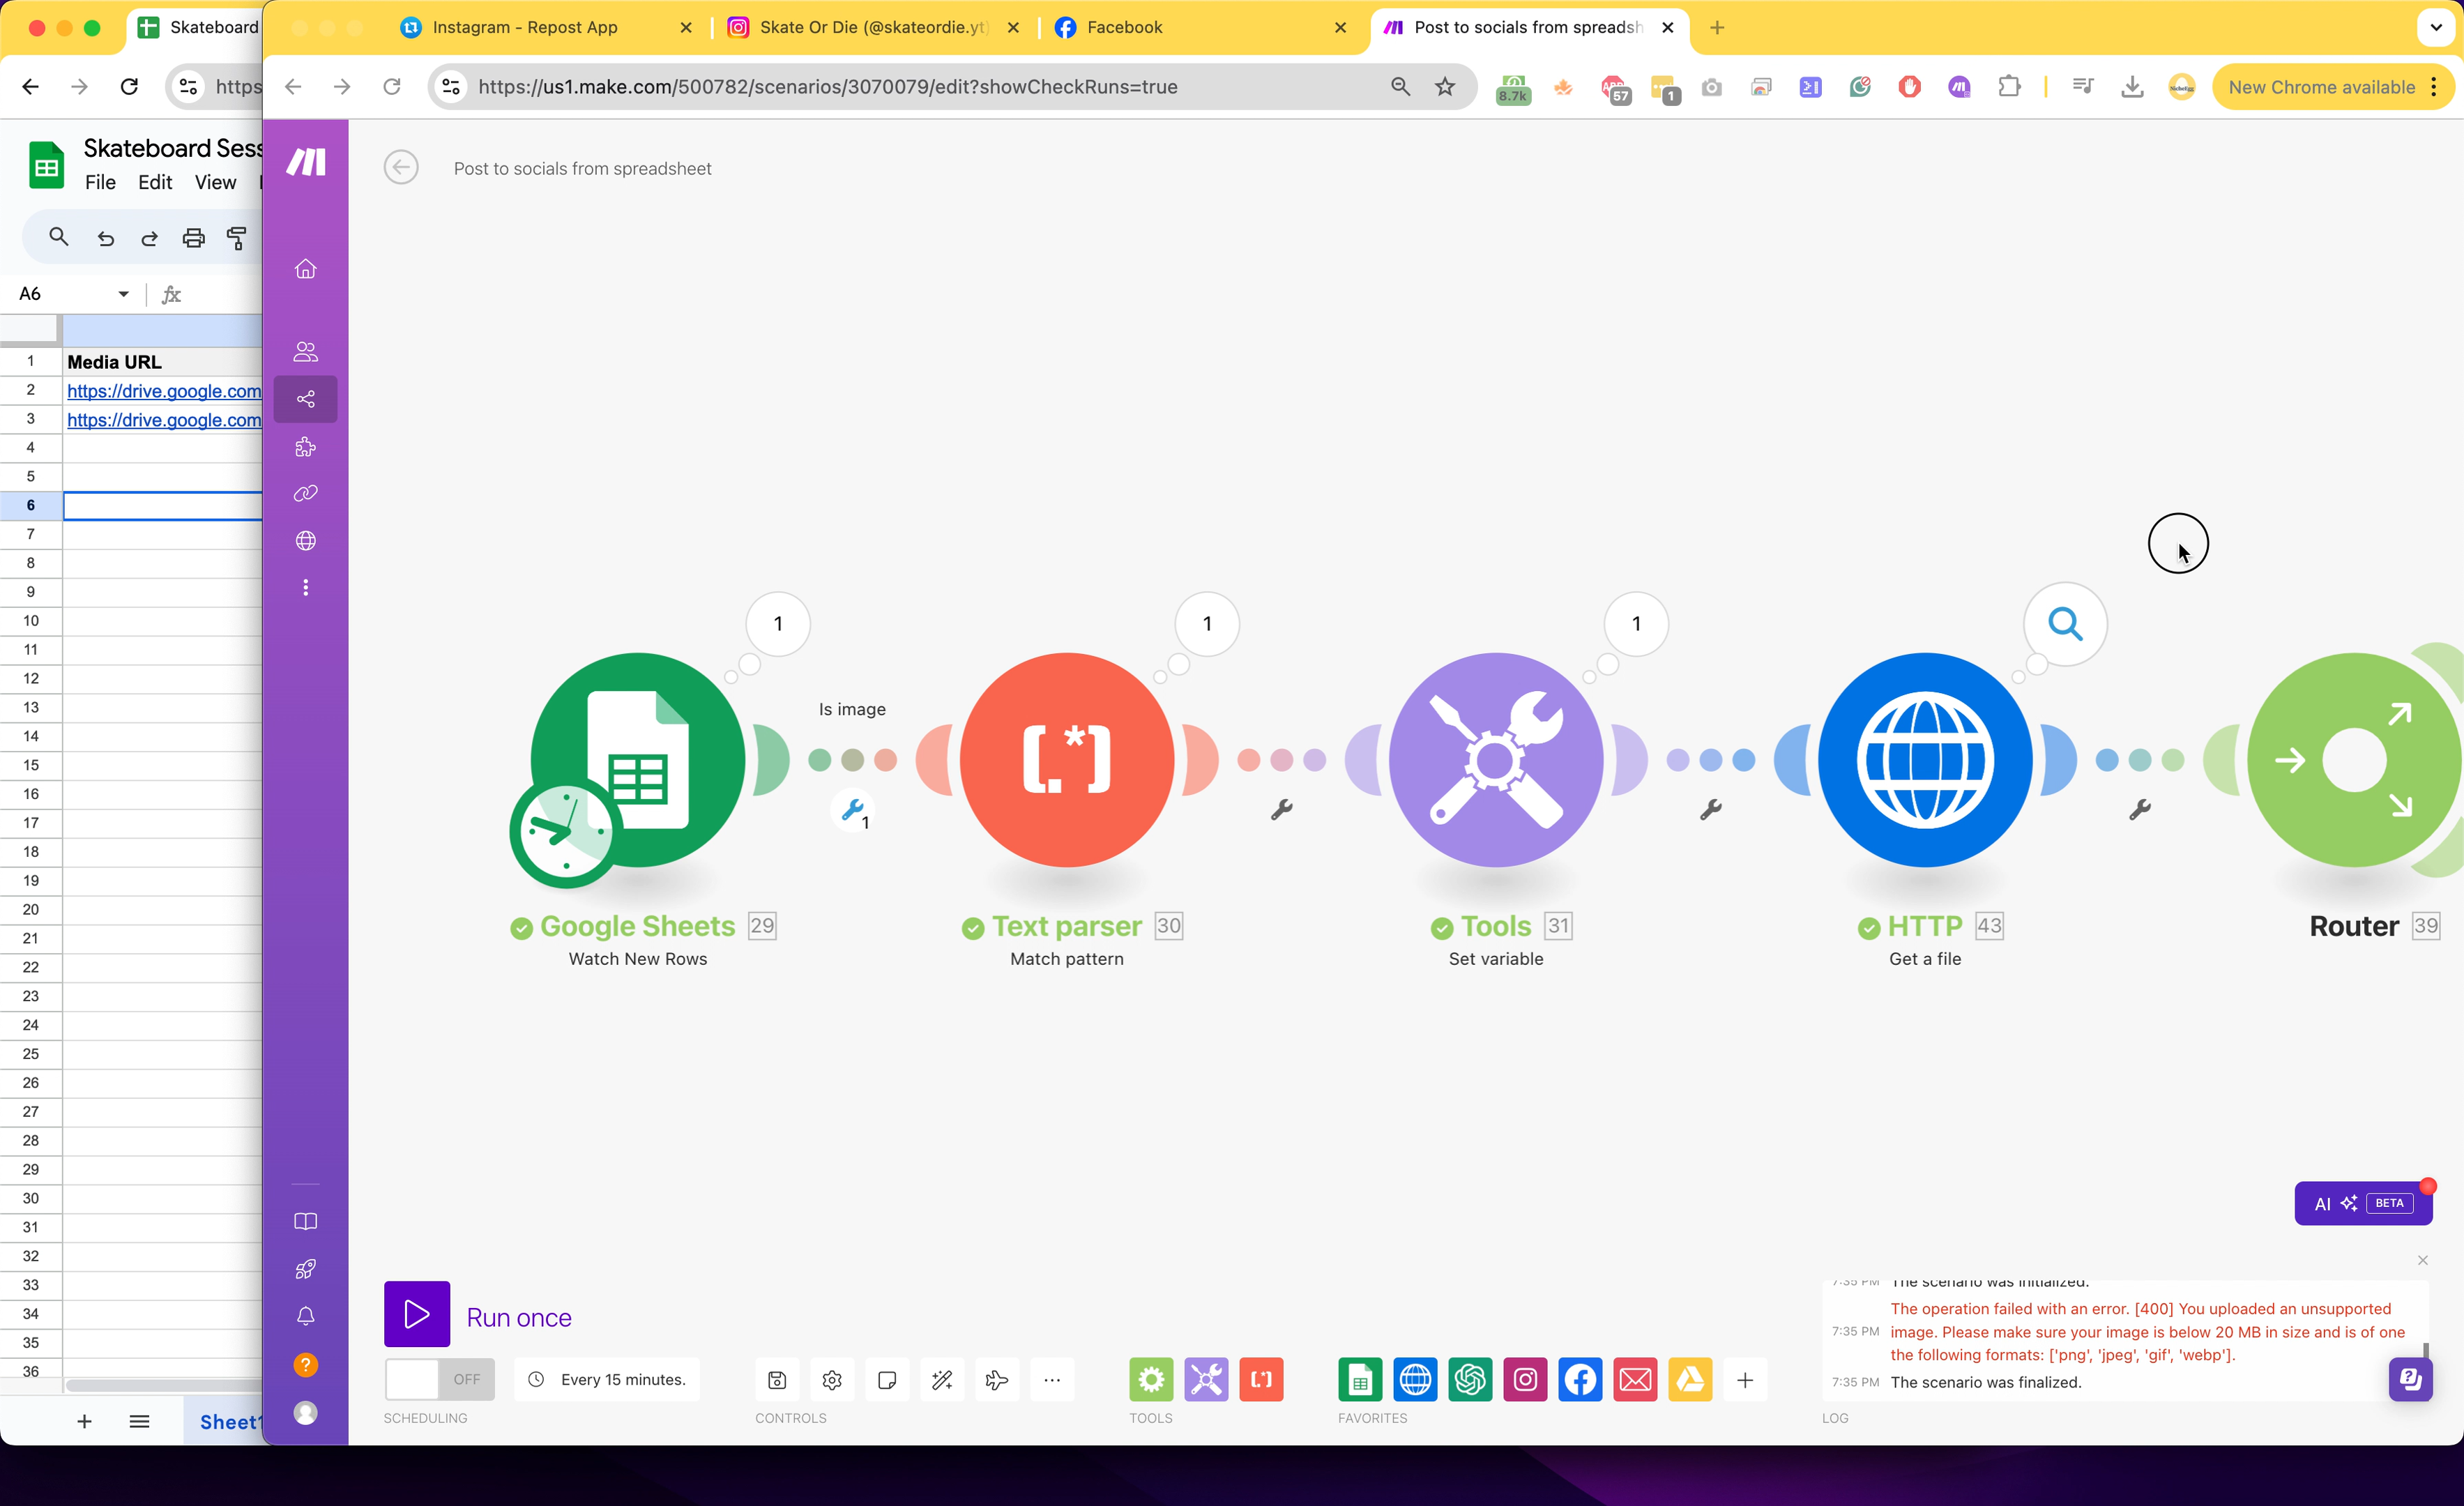 Skateboard
Instagram - Repost App
Skate Or Die (@skateordie.yt)
Facebook
Post to socials from spreadsh
https
https://us1.make.com/500782/scenarios/3070079/edit?showCheckRuns=true
8.7k
57
1
New Chrome available
Skateboard Sess
File Edit View
Post to socials from spreadsheet
A6
fx
1 Media URL
2 https://drive.google.com
3 https://drive.google.com
4
5
6
7
8
9
10
11
12
13
14
15
16
17
18
19
20
21
22
23
24
25
26
27
28
29
30
31
32
33
34
35
36
Sheet1
1
1
1
Is image
1
Google Sheets 29
Watch New Rows
Text parser 30
Match pattern
Tools 31
Set variable
HTTP 43
Get a file
Router 39
AI BETA
Run once
OFF
Every 15 minutes.
SCHEDULING
CONTROLS
TOOLS
FAVORITES
7:35 PM The scenario was initialized.
The operation failed with an error. [400] You uploaded an unsupported
7:35 PM image. Please make sure your image is below 20 MB in size and is of one
the following formats: ['png', 'jpeg', 'gif', 'webp'].
7:35 PM The scenario was finalized.
LOG